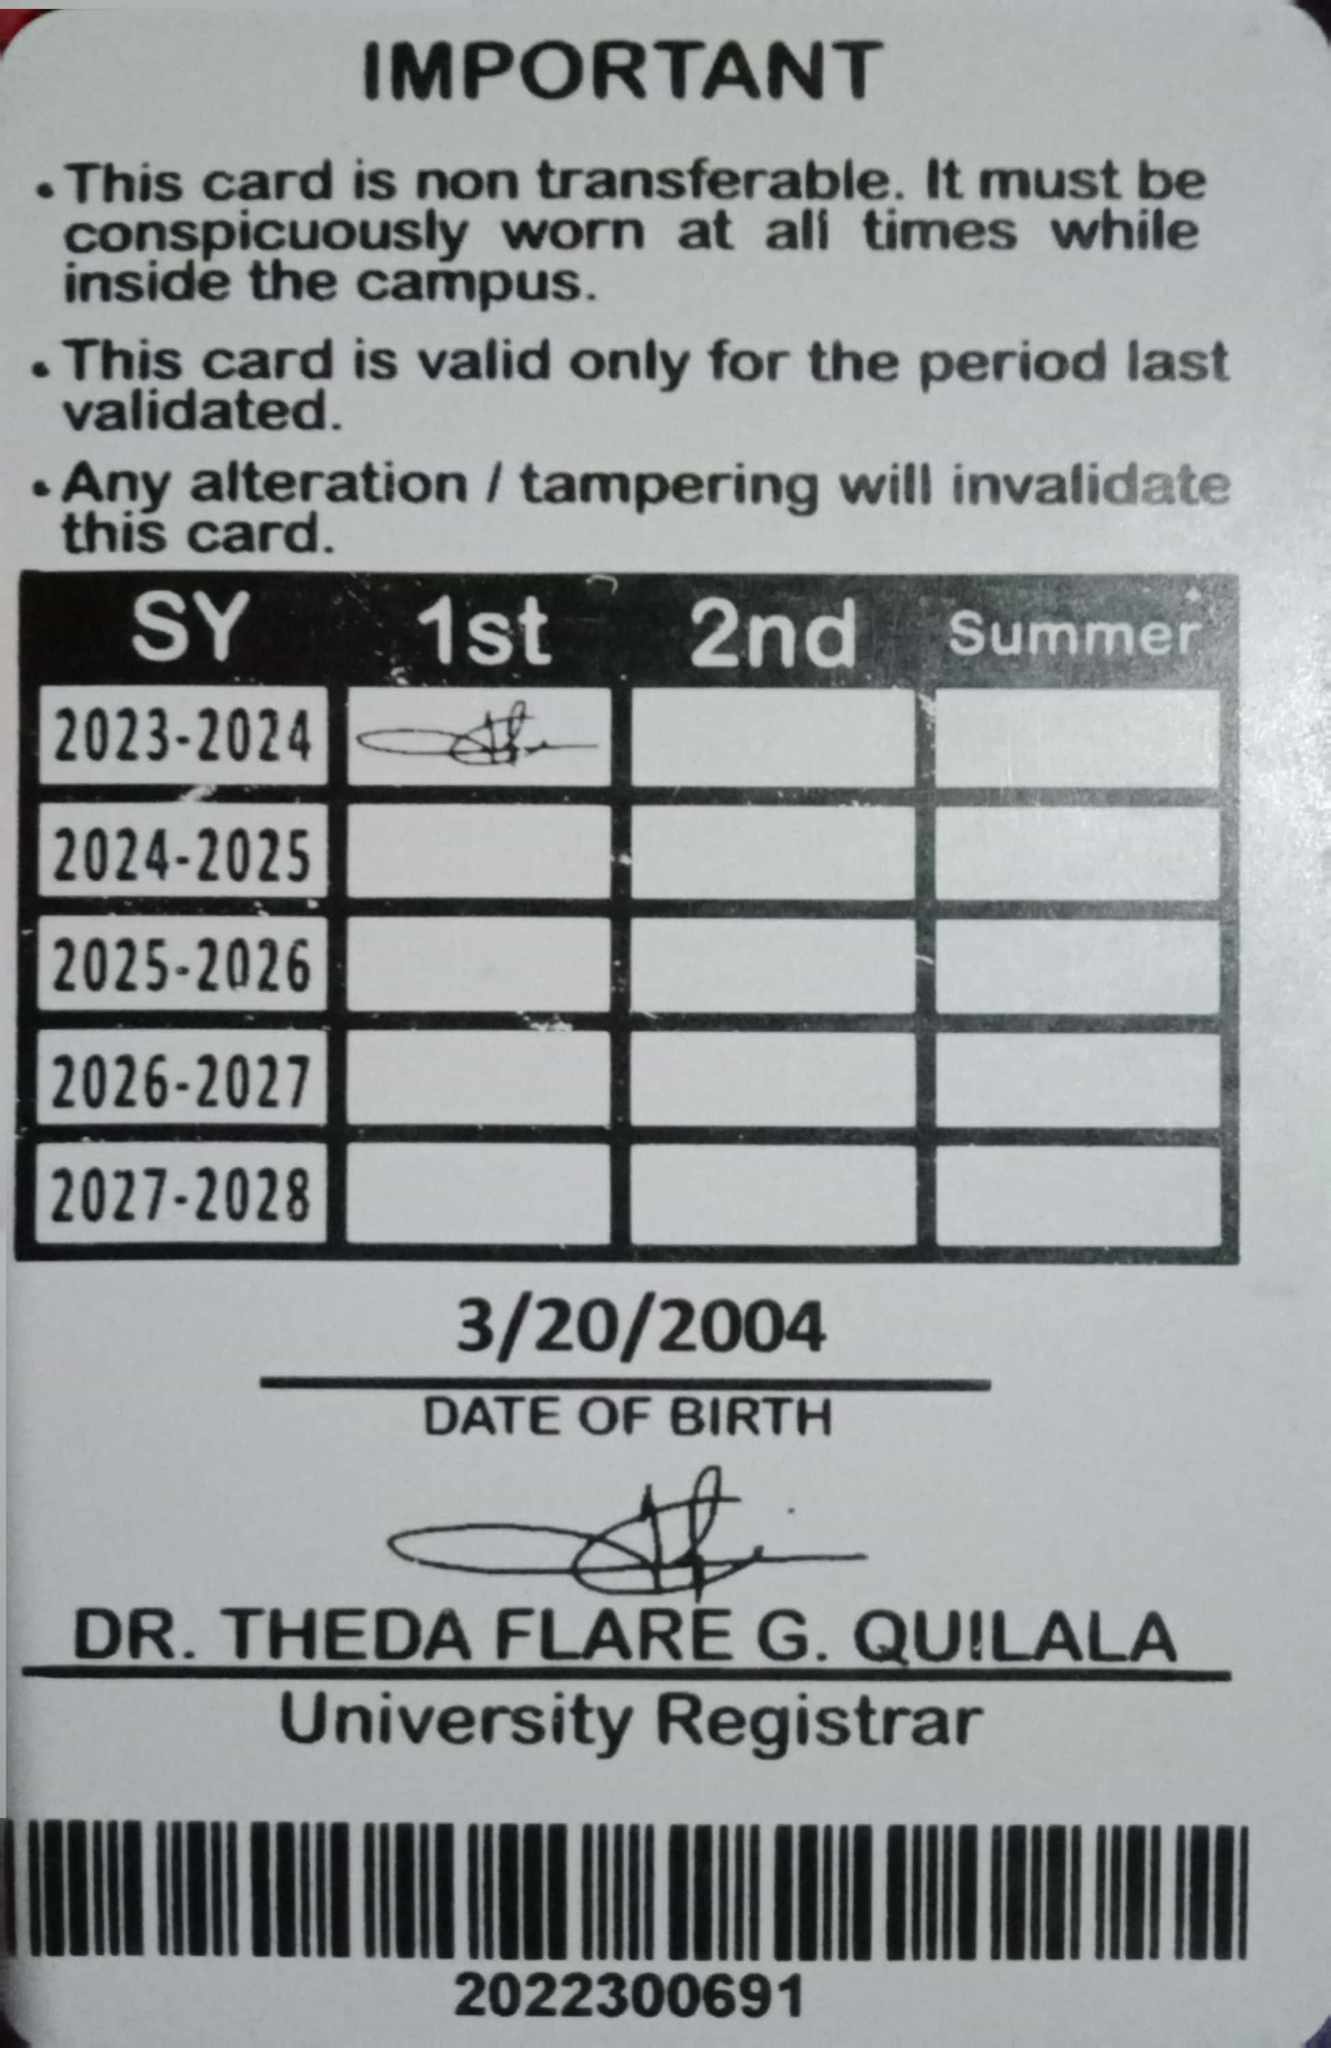 IMPORTANT
• This card is non transferable. It must be
conspicuously worn at all times while
inside the campus.
• This card is valid only for the period last
validated.
• Any alteration / tampering will invalidate
this card.
SY 1st 2nd Summer
2023-2024
2024-2025
2025-2026
2026-2027
2027-2028
3/20/2004
DATE OF BIRTH
DR. THEDA FLARE G. QUILALA
University Registrar
2022300691